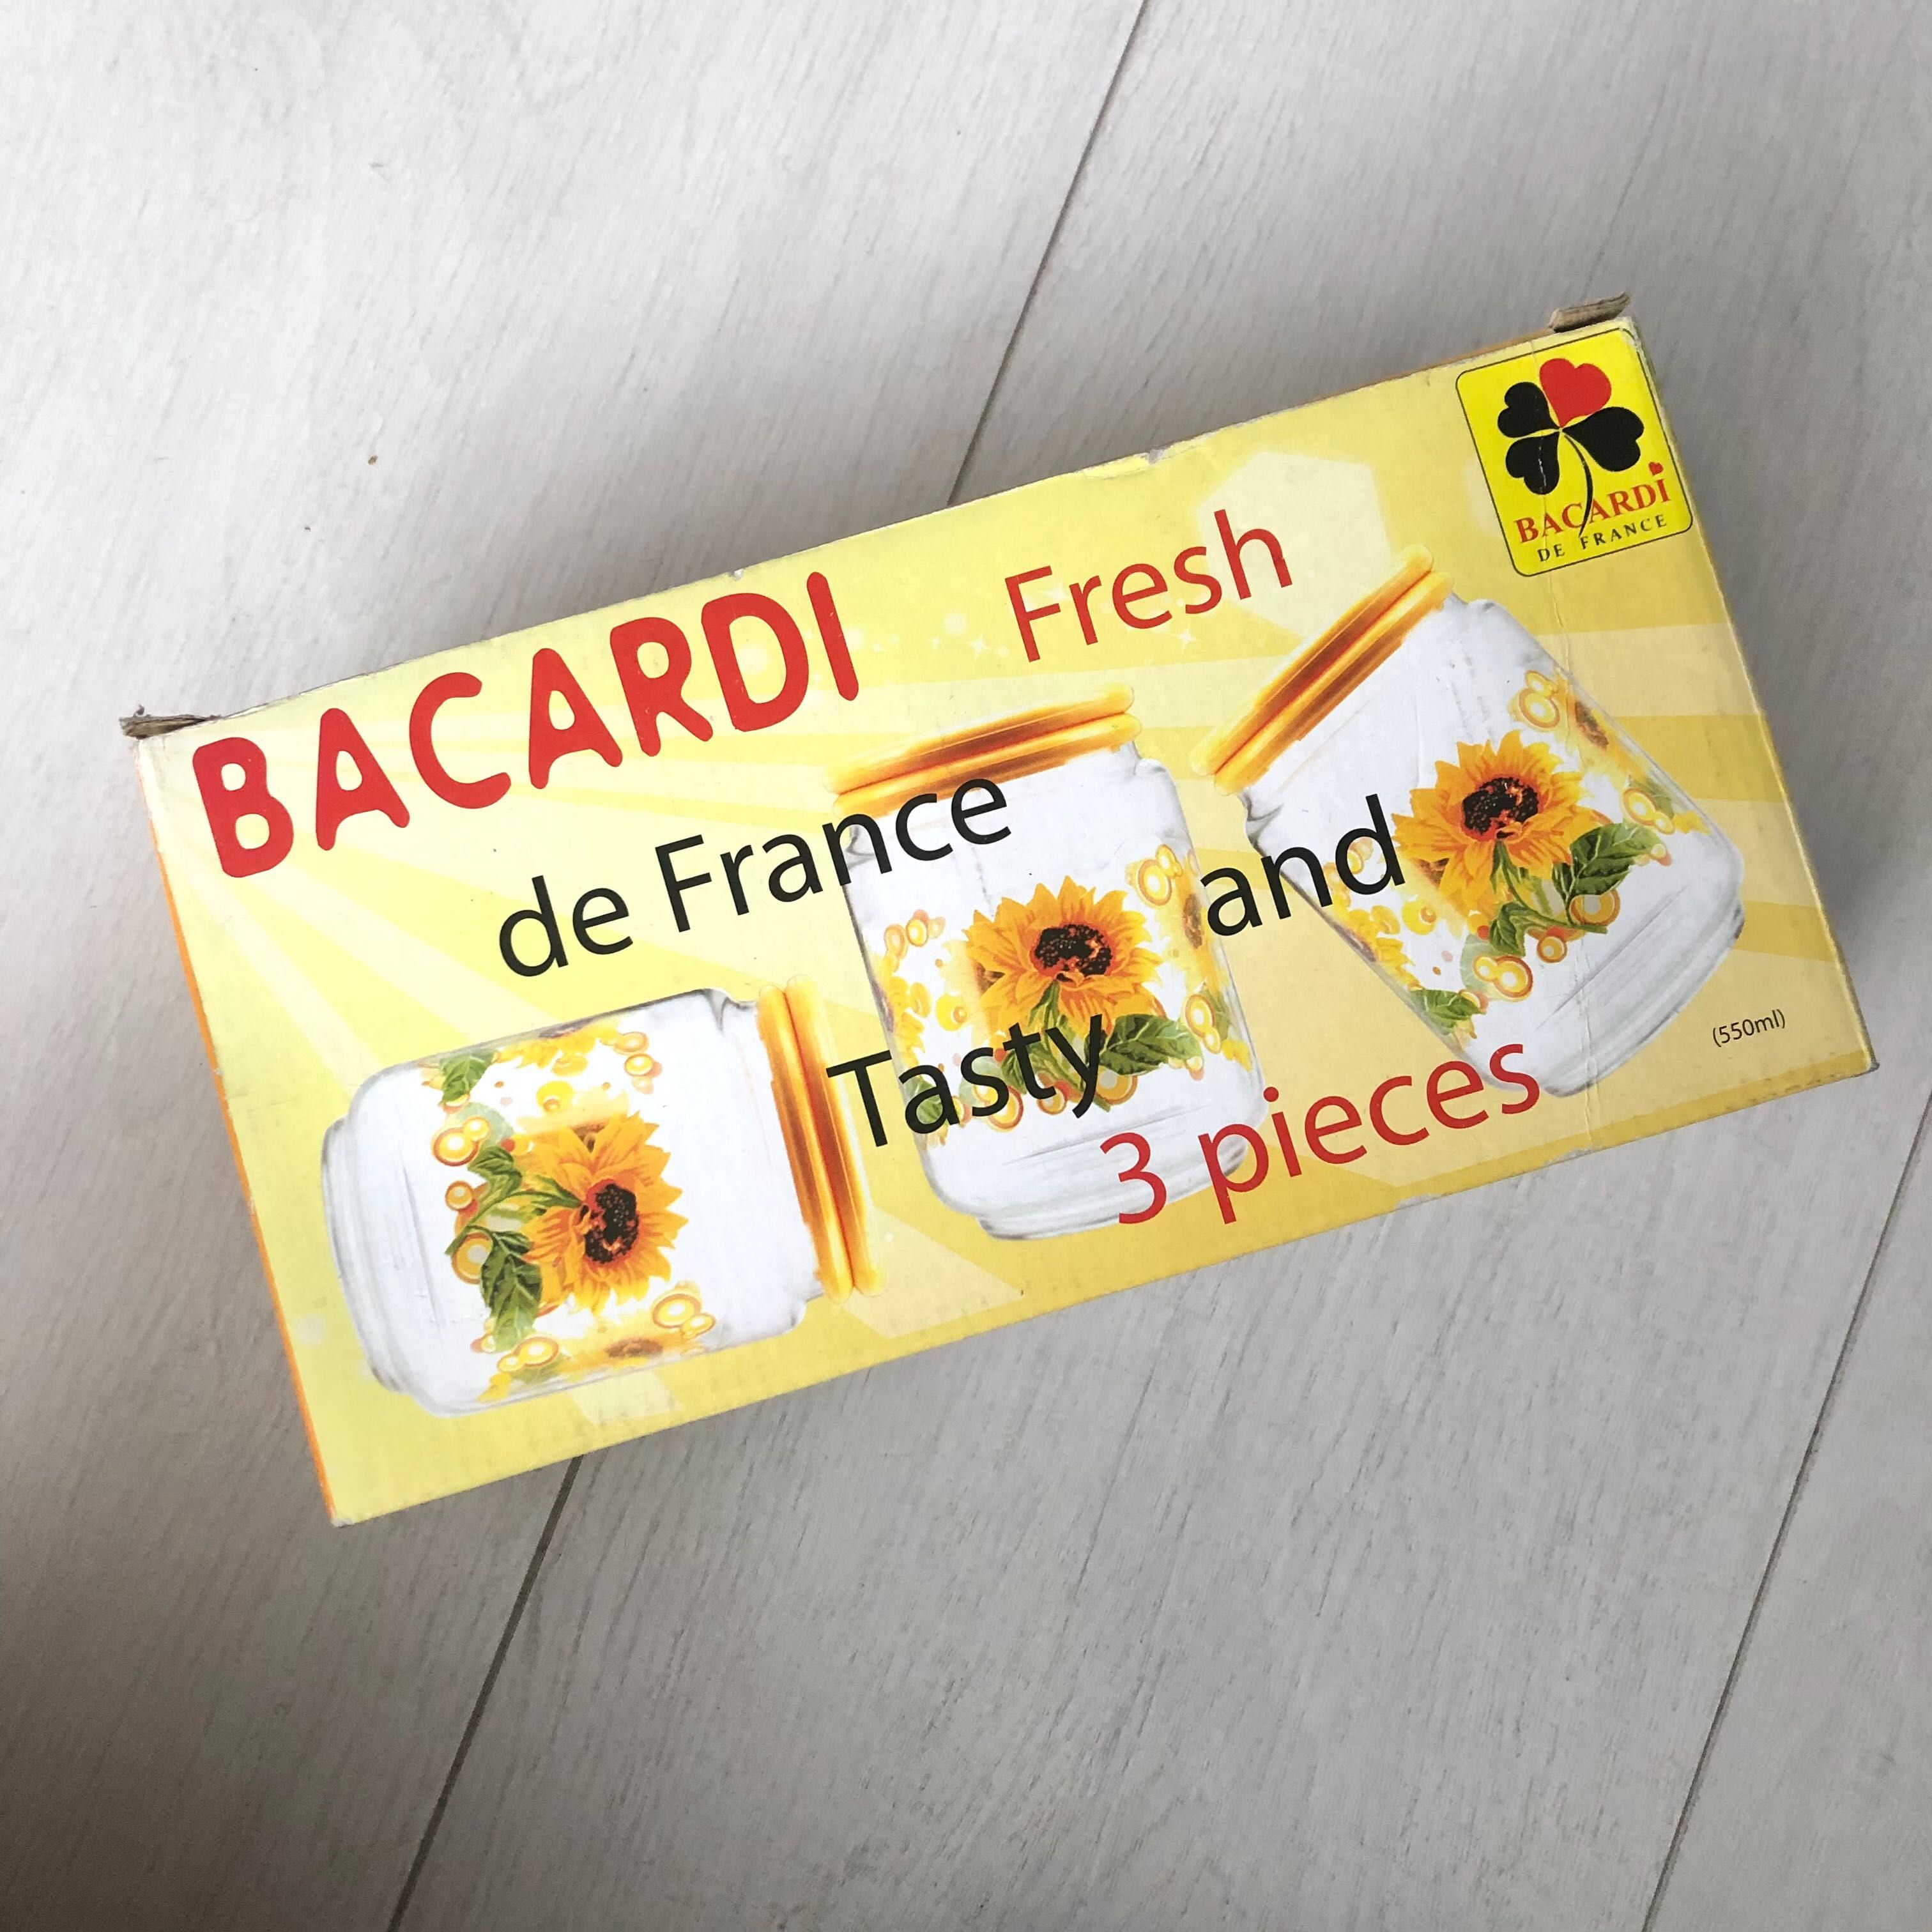 BACARDI
de France
Fresh
and
Tasty
3 pieces
(550ml)
BACARDI
DE FRANCE